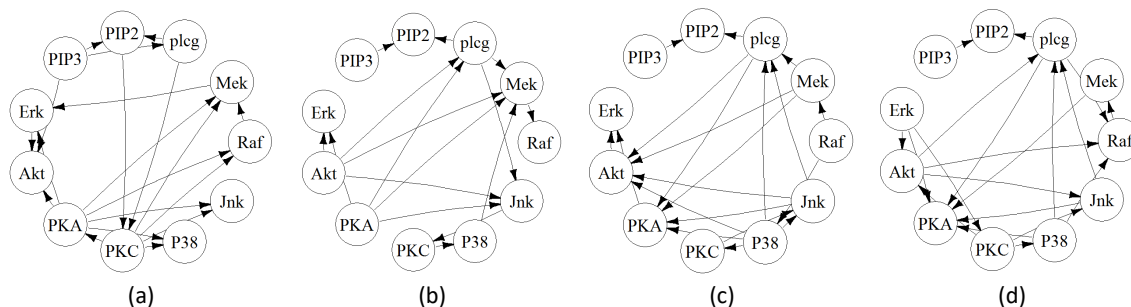 PIP2
plcg
PIP3
Mek
Erk
Raf
Akt
Jnk
PKA
P38
PKC
(a)
PIP2
plcg
PIP3
Mek
Erk
Raf
Akt
Jnk
PKA
P38
PKC
(b)
PIP2
plcg
PIP3
Mek
Erk
Raf
Akt
Jnk
PKA
P38
PKC
(c)
PIP2
plcg
PIP3
Mek
Erk
Raf
Akt
Jnk
PKA
P38
PKC
(d)